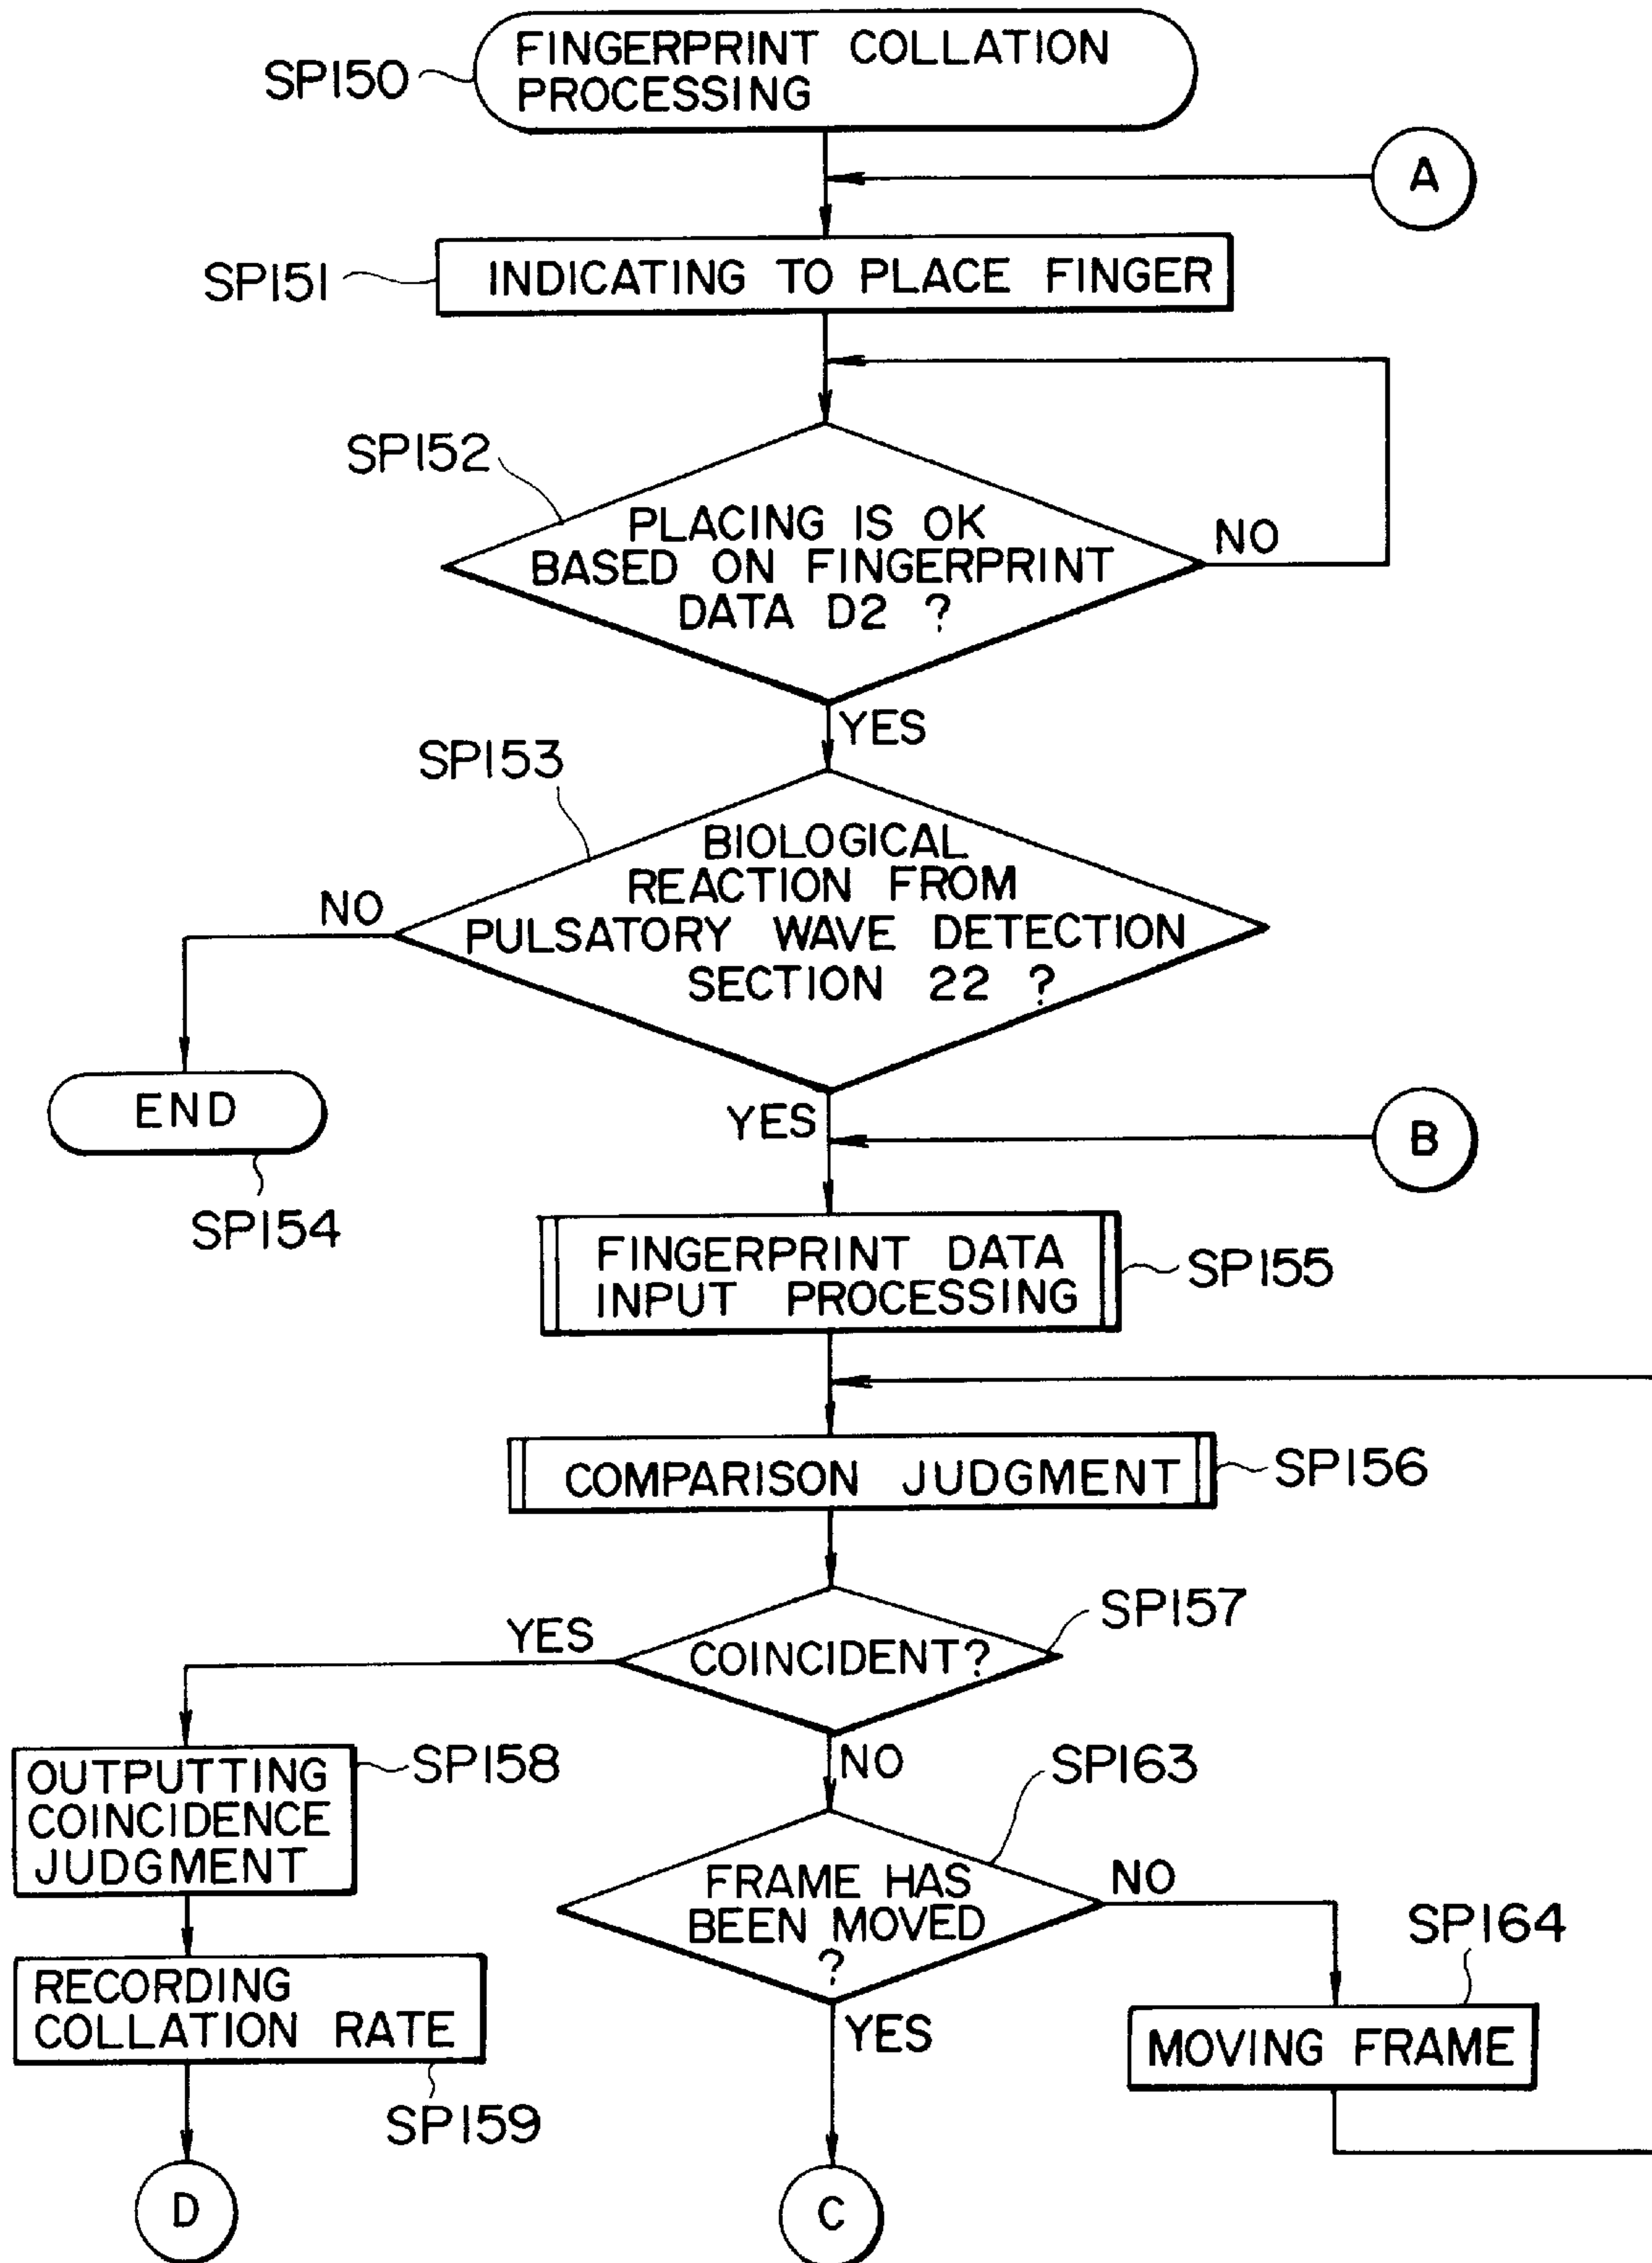 FINGERPRINT COLLATION
PROCESSING
SP150
A
SP151
INDICATING TO PLACE FINGER
SP152
PLACING IS OK
BASED ON FINGERPRINT
DATA D2 ?
NO
YES
SP153
BIOLOGICAL
REACTION FROM
PULSATORY WAVE DETECTION
SECTION 22 ?
NO
END
SP154
YES
B
FINGERPRINT DATA
INPUT PROCESSING
SP155
COMPARISON JUDGMENT
SP156
SP157
COINCIDENT?
YES
NO
OUTPUTTING
COINCIDENCE
JUDGMENT
SP158
SP163
FRAME HAS
BEEN MOVED
?
NO
SP164
MOVING FRAME
RECORDING
COLLATION RATE
SP159
YES
D
C